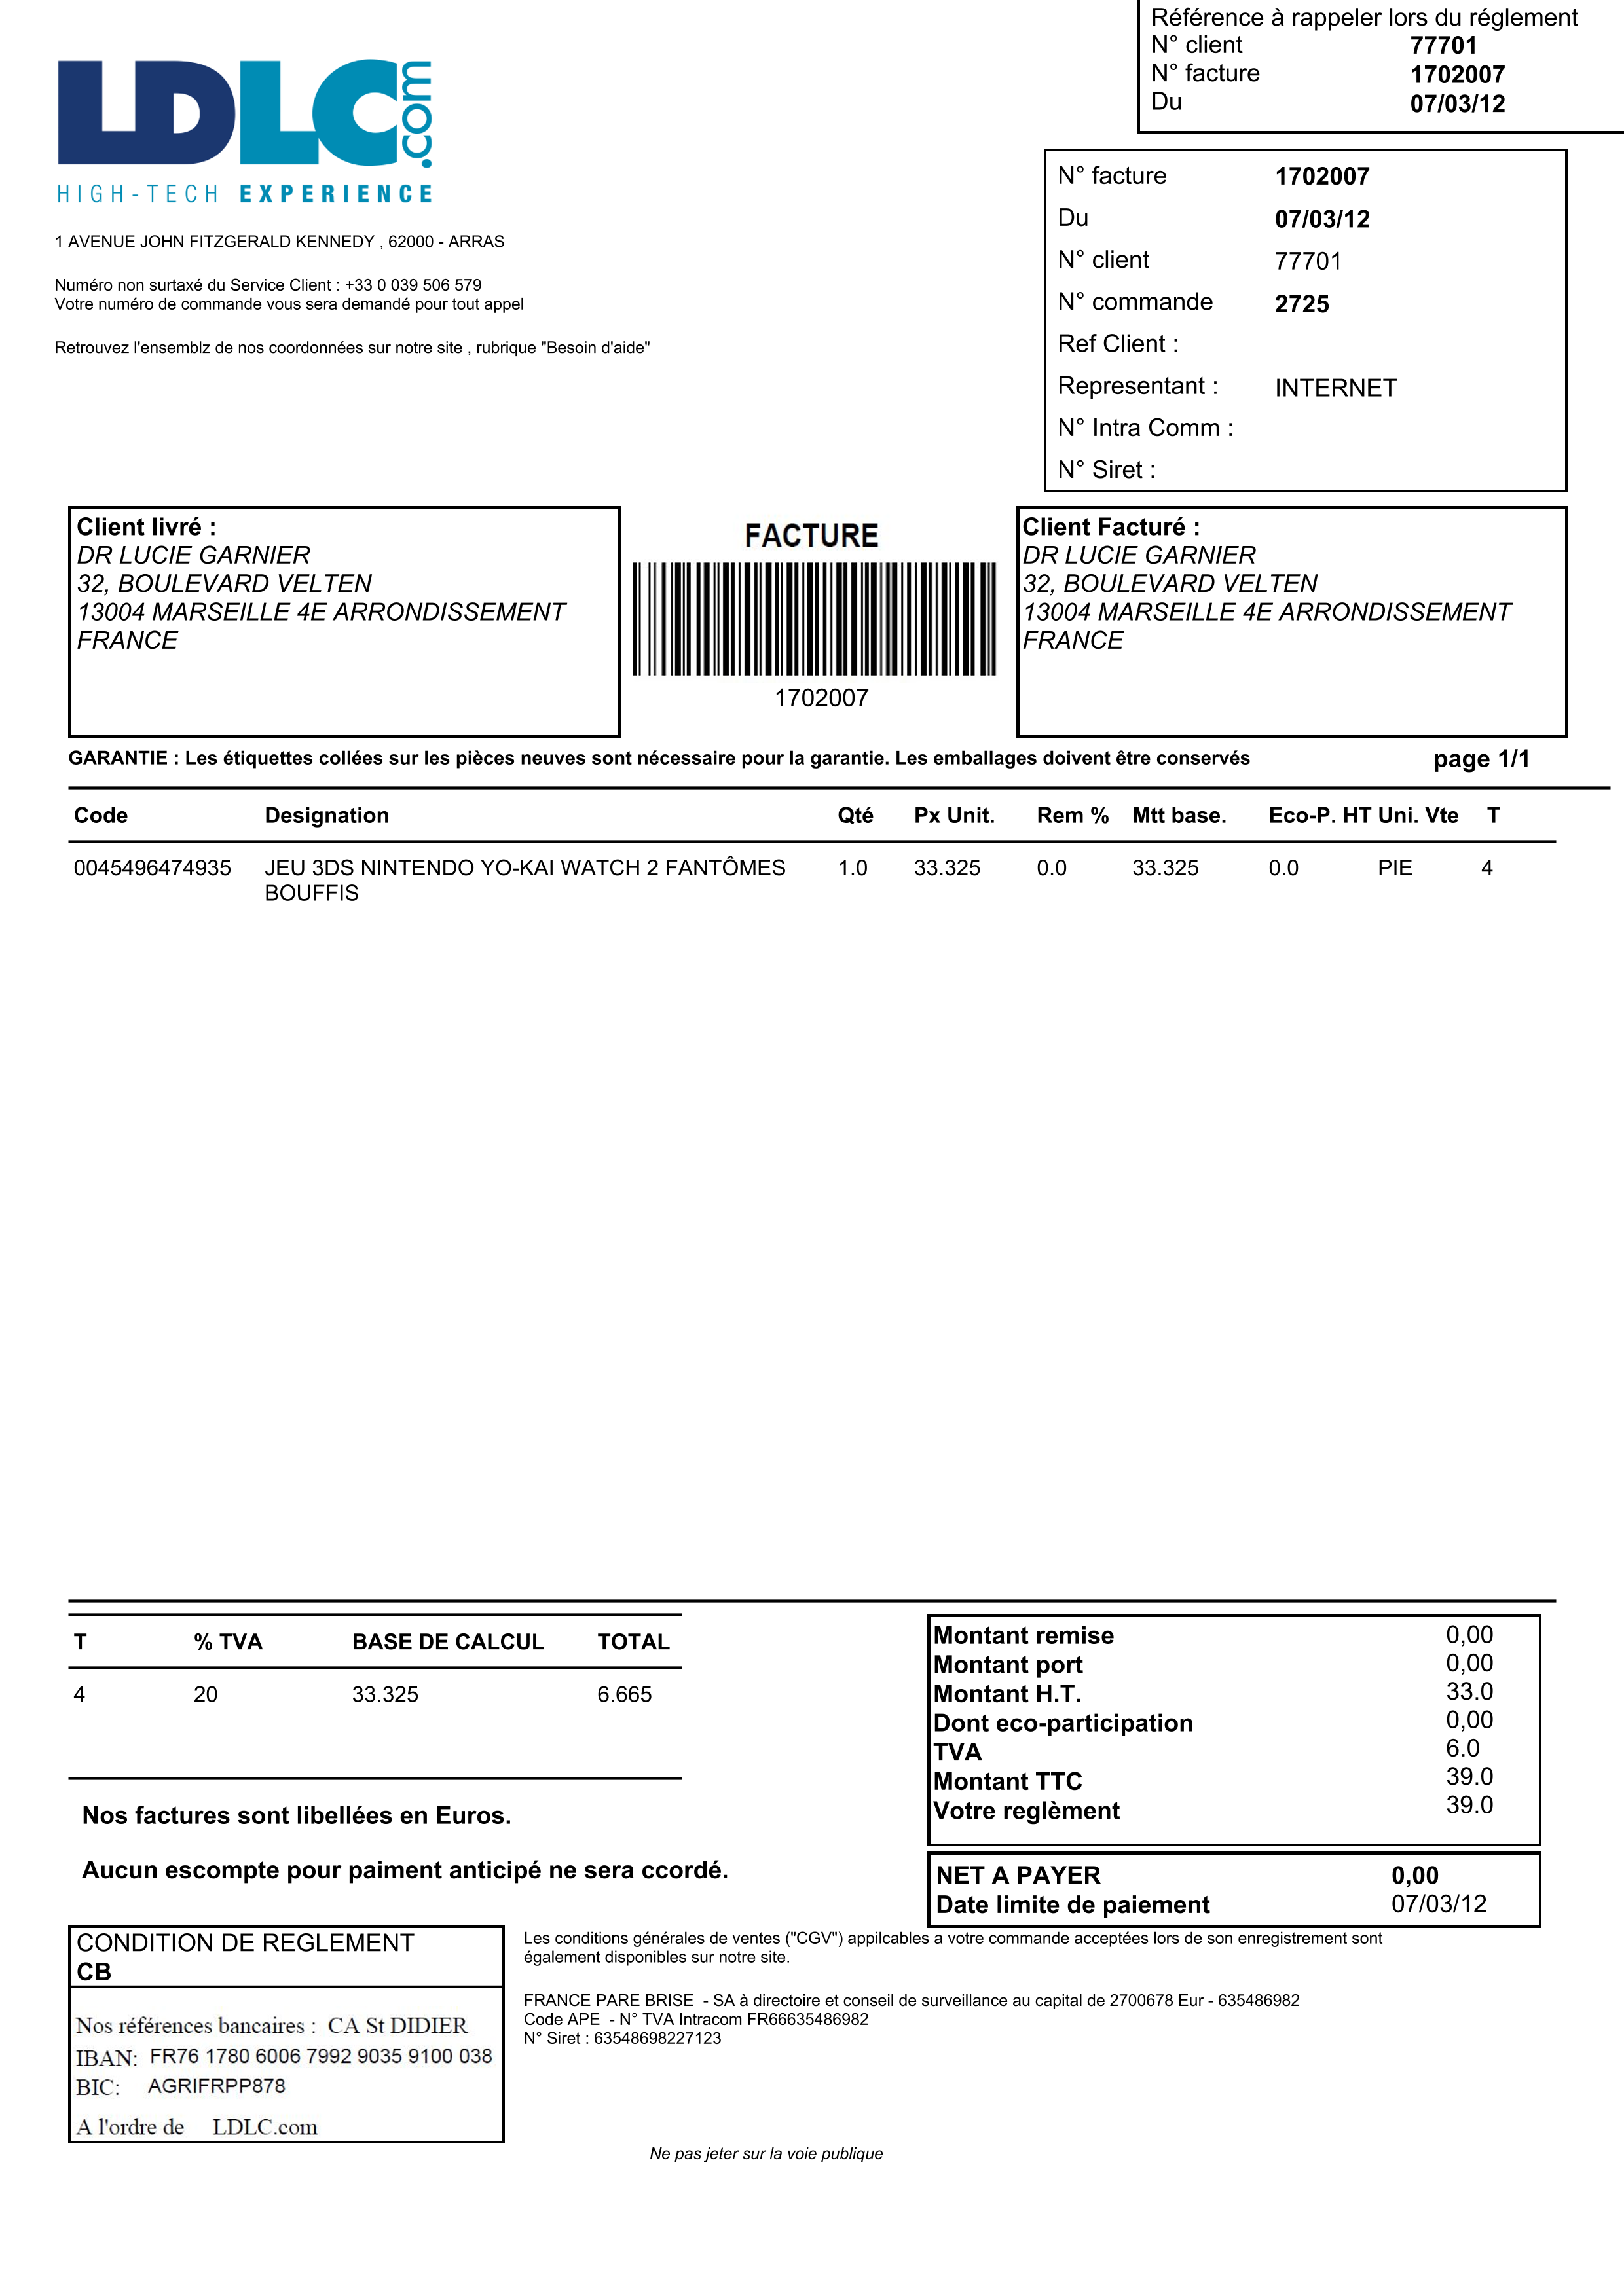 Référence à rappeler lors du réglement
N° client 77701
N° facture 1702007
Du 07/03/12
LDLC.com
HIGH-TECH EXPERIENCE
1 AVENUE JOHN FITZGERALD KENNEDY , 62000 - ARRAS
Numéro non surtaxé du Service Client : +33 0 039 506 579
Votre numéro de commande vous sera demandé pour tout appel
Retrouvez l'ensemblz de nos coordonnées sur notre site , rubrique "Besoin d'aide"
N° facture 1702007
Du 07/03/12
N° client 77701
N° commande 2725
Ref Client :
Representant : INTERNET
N° Intra Comm :
N° Siret :
Client livré :
DR LUCIE GARNIER
32, BOULEVARD VELTEN
13004 MARSEILLE 4E ARRONDISSEMENT
FRANCE
FACTURE
1702007
Client Facturé :
DR LUCIE GARNIER
32, BOULEVARD VELTEN
13004 MARSEILLE 4E ARRONDISSEMENT
FRANCE
GARANTIE : Les étiquettes collées sur les pièces neuves sont nécessaire pour la garantie. Les emballages doivent être conservés page 1/1
Code Designation Qté Px Unit. Rem % Mtt base. Eco-P. HT Uni. Vte T
0045496474935 JEU 3DS NINTENDO YO-KAI WATCH 2 FANTÔMES 1.0 33.325 0.0 33.325 0.0 PIE 4
BOUFFIS
T % TVA BASE DE CALCUL TOTAL
4 20 33.325 6.665
Nos factures sont libellées en Euros.
Aucun escompte pour paiment anticipé ne sera ccordé.
Montant remise 0,00
Montant port 0,00
Montant H.T. 33.0
Dont eco-participation 0,00
TVA 6.0
Montant TTC 39.0
Votre reglèment 39.0
NET A PAYER 0,00
Date limite de paiement 07/03/12
CONDITION DE REGLEMENT
CB
Nos références bancaires : CA St DIDIER
IBAN: FR76 1780 6006 7992 9035 9100 038
BIC: AGRIFRPP878
A l'ordre de LDLC.com
Les conditions générales de ventes ("CGV") appilcables a votre commande acceptées lors de son enregistrement sont
également disponibles sur notre site.
FRANCE PARE BRISE - SA à directoire et conseil de surveillance au capital de 2700678 Eur - 635486982
Code APE - N° TVA Intracom FR66635486982
N° Siret : 63548698227123
Ne pas jeter sur la voie publique